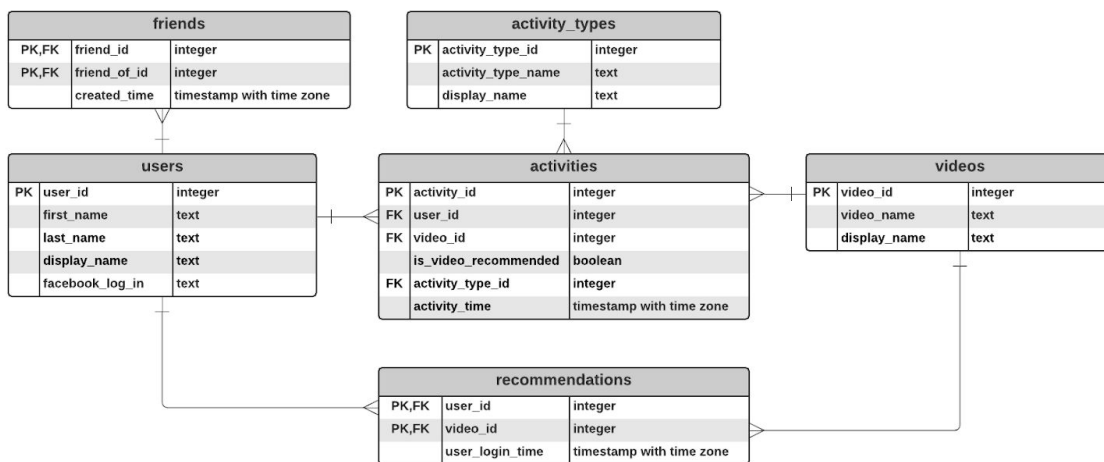 friends
PK,FK friend_id integer
PK,FK friend_of_id integer
created_time timestamp with time zone
activity_types
PK activity_type_id integer
activity_type_name text
display_name text
users
PK user_id integer
first_name text
last_name text
display_name text
facebook_log_in text
activities
PK activity_id integer
FK user_id integer
FK video_id integer
is_video_recommended boolean
FK activity_type_id integer
activity_time timestamp with time zone
videos
PK video_id integer
video_name text
display_name text
recommendations
PK,FK user_id integer
PK,FK video_id integer
user_login_time timestamp with time zone